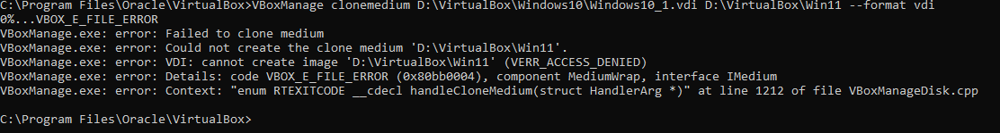 C:\Program Files\Oracle\VirtualBox>VBoxManage clonemedium D:\VirtualBox\Windows10\Windows10_1.vdi D:\VirtualBox\Win11 --format vdi
0%...VBOX_E_FILE_ERROR
VBoxManage.exe: error: Failed to clone medium
VBoxManage.exe: error: Could not create the clone medium 'D:\VirtualBox\Win11'.
VBoxManage.exe: error: VDI: cannot create image 'D:\VirtualBox\Win11' (VERR_ACCESS_DENIED)
VBoxManage.exe: error: Details: code VBOX_E_FILE_ERROR (0x80bb0004), component MediumWrap, interface IMedium
VBoxManage.exe: error: Context: "enum RTEXITCODE __cdecl handleCloneMedium(struct HandlerArg *)" at line 1212 of file VBoxManageDisk.cpp
C:\Program Files\Oracle\VirtualBox>